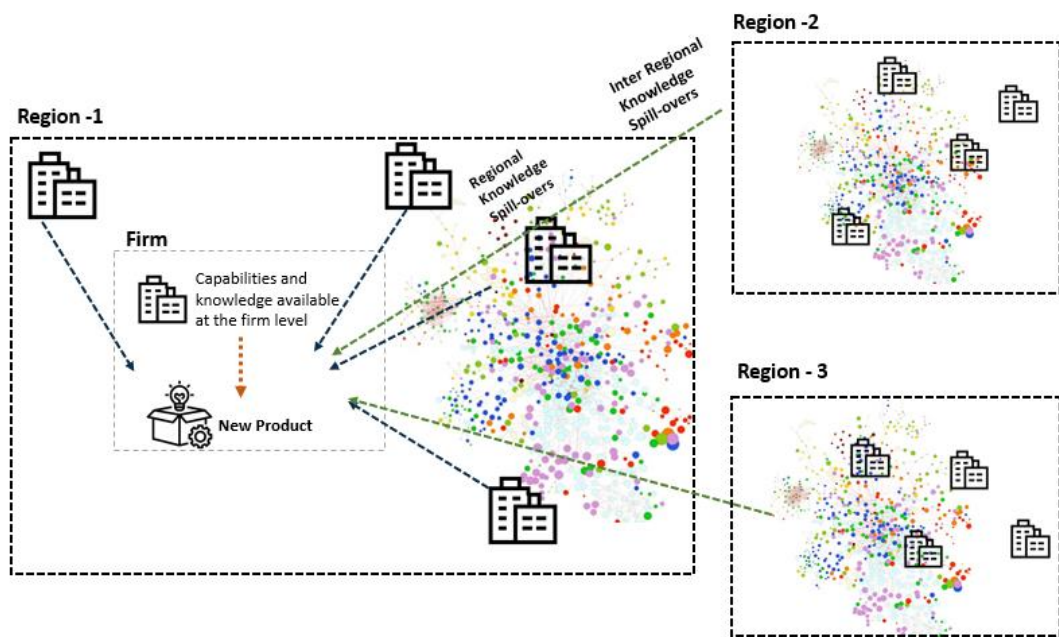 Region -2
Inter Regional
Knowledge
Spill-overs
Region -1
Regional
Knowledge
Spill-overs
Firm
Capabilities and
knowledge available
at the firm level
New Product
Region - 3